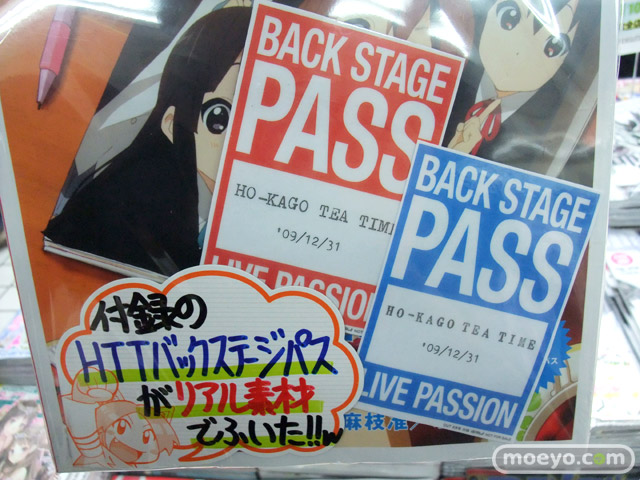 BACK STAGE
PASS
HO-KAGO TEA TIME
'09/12/31
LIVE PASSION
BACK STAGE
PASS
HO-KAGO TEA TIME
'09/12/31
LIVE PASSION
付録の
HTTバックステージパス
がリアル素材
でふいた!!w
麻枝准
moeyo.com